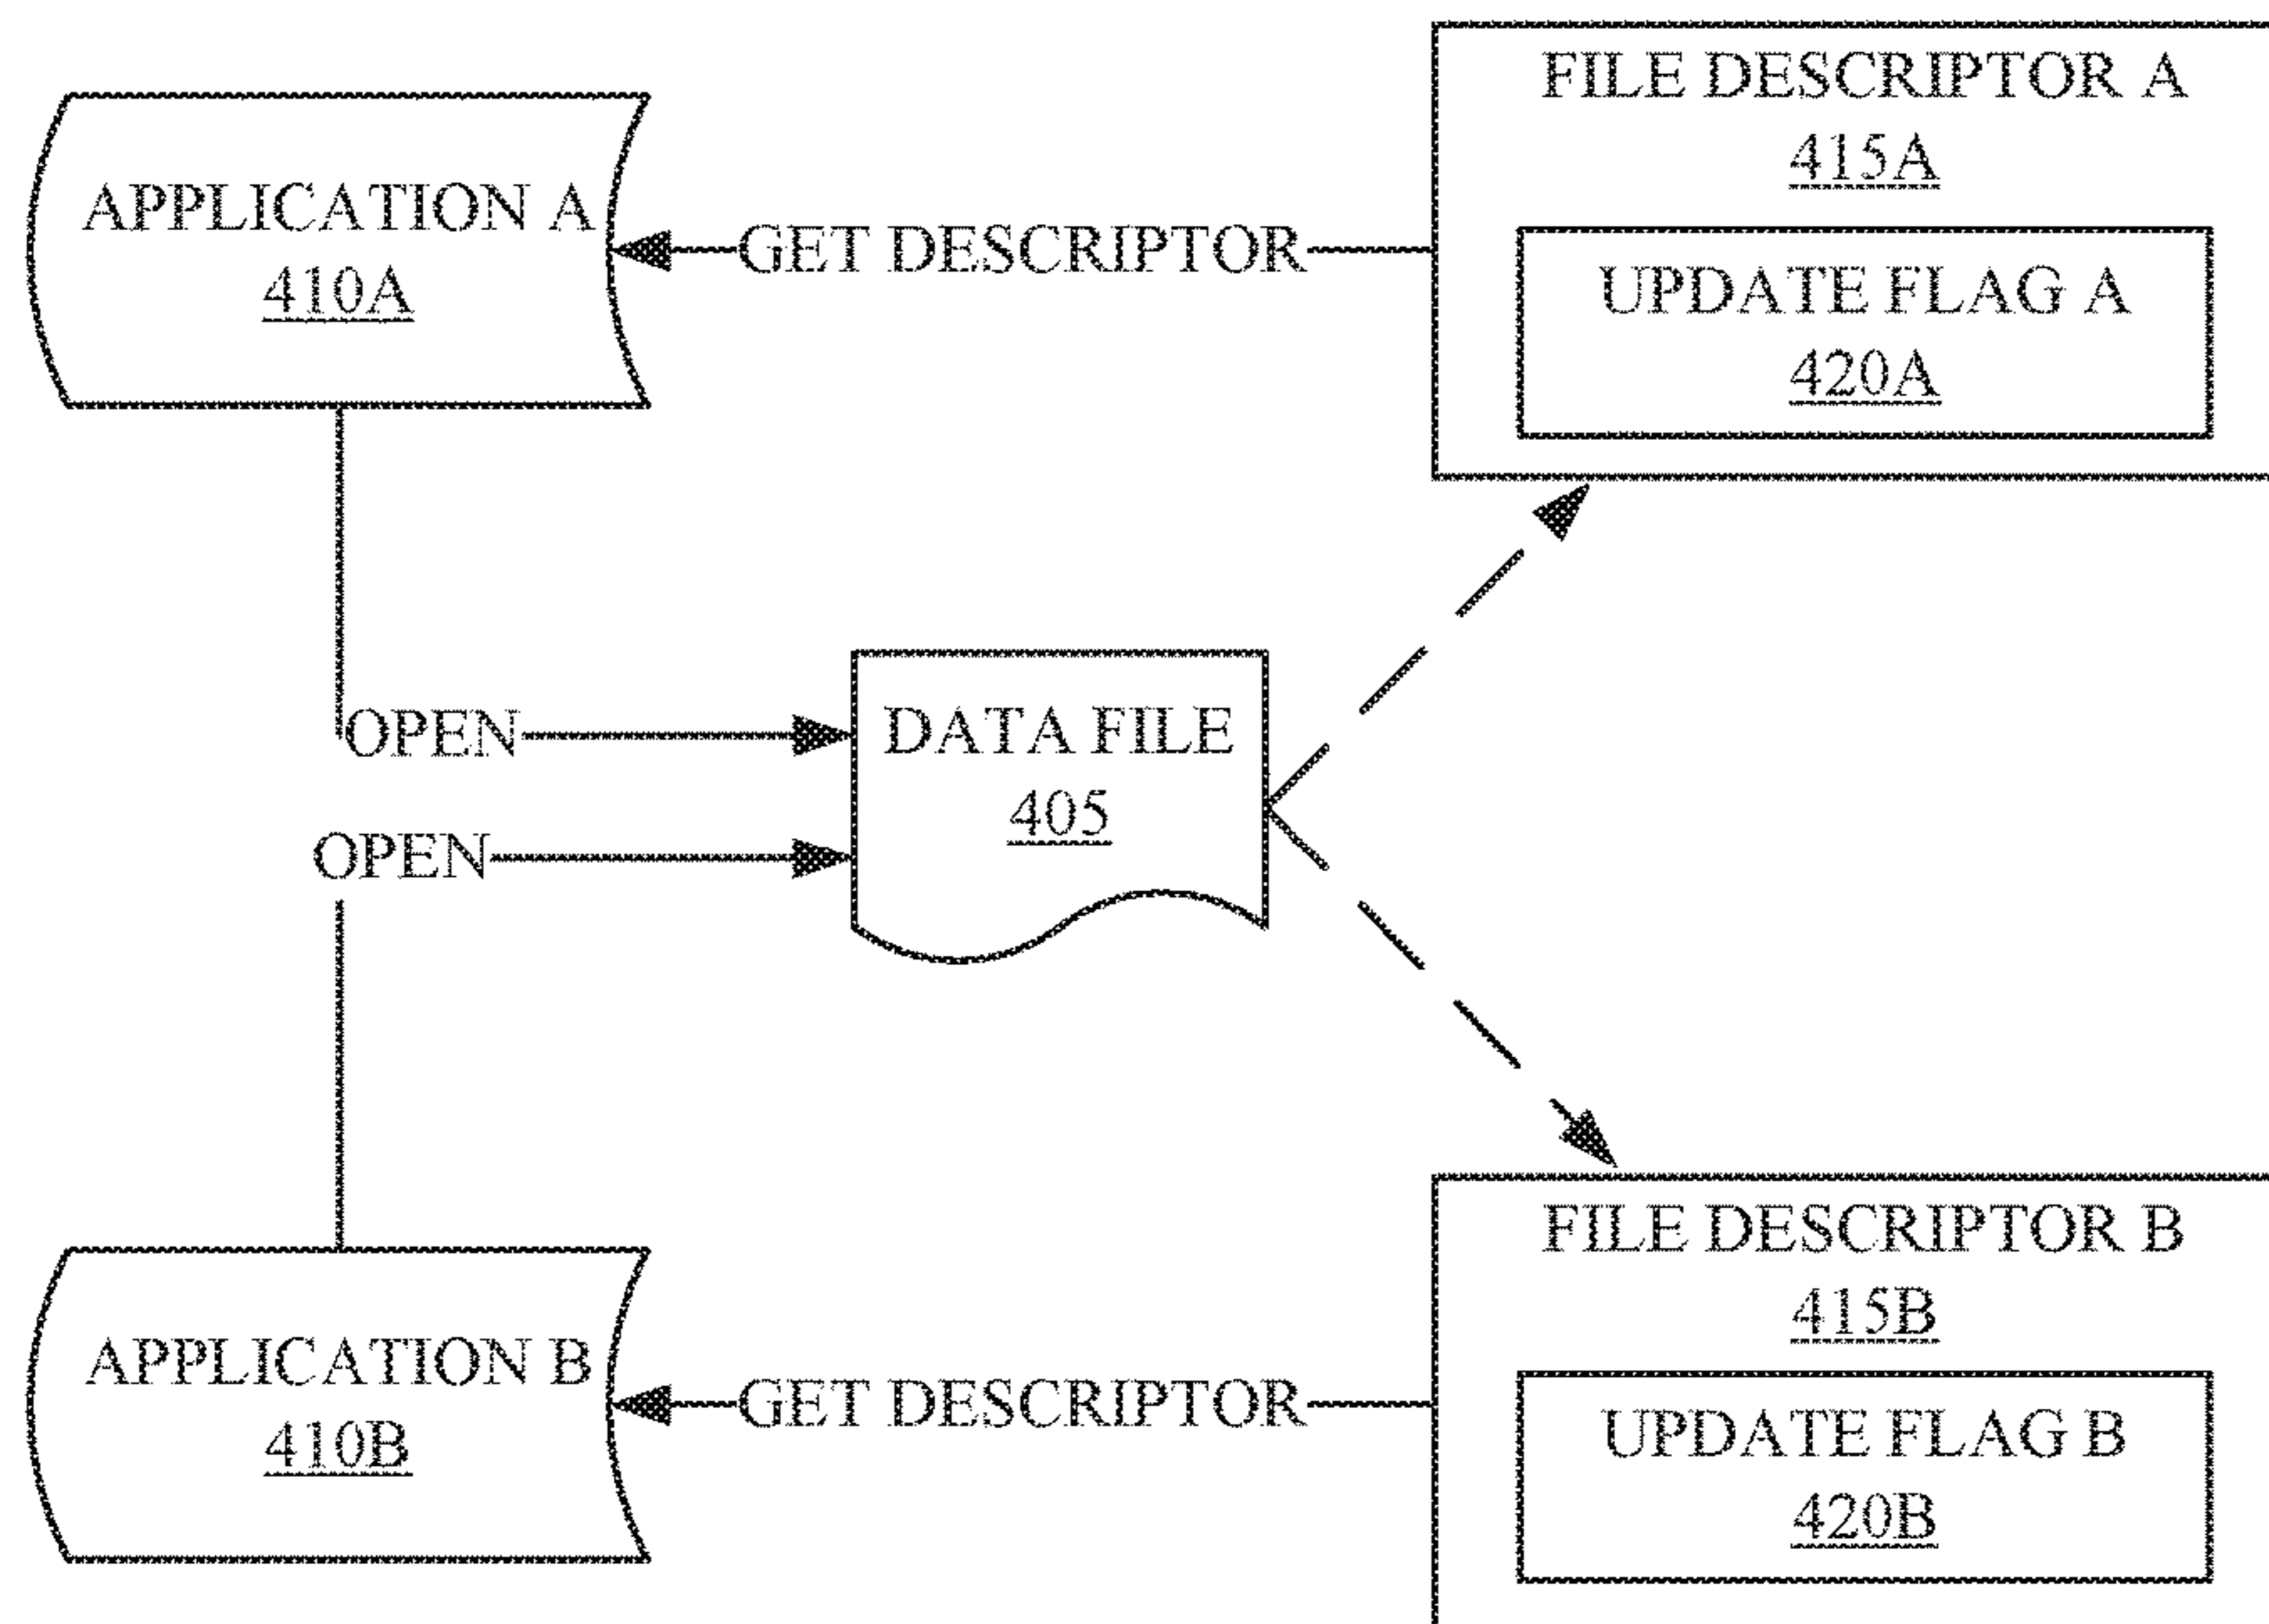 FILE DESCRIPTOR A
415A
APPLICATION A
410A
GET DESCRIPTOR
UPDATE FLAG A
420A
OPEN
DATA FILE
405
OPEN
FILE DESCRIPTOR B
415B
APPLICATION B
410B
GET DESCRIPTOR
UPDATE FLAG B
420B